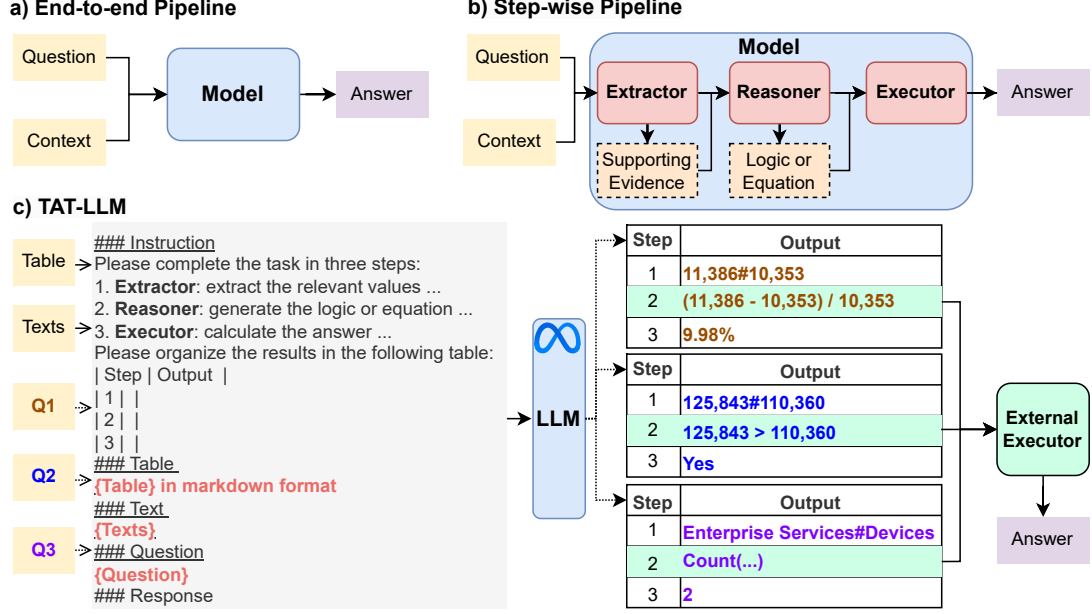 a) End-to-end Pipeline
Question
Context
Model
Answer
b) Step-wise Pipeline
Question
Context
Model
Extractor
Reasoner
Executor
Supporting
Evidence
Logic or
Equation
Answer
c) TAT-LLM
Table
Texts
Q1
Q2
Q3
### Instruction
Please complete the task in three steps:
1. Extractor: extract the relevant values ...
2. Reasoner: generate the logic or equation ...
3. Executor: calculate the answer ...
Please organize the results in the following table:
| Step | Output |
| 1 | |
| 2 | |
| 3 | |
### Table
{Table} in markdown format
### Text
{Texts}
### Question
{Question}
### Response
LLM
Step Output
1 11,386#10,353
2 (11,386 - 10,353) / 10,353
3 9.98%
Step Output
1 125,843#110,360
2 125,843 > 110,360
3 Yes
Step Output
1 Enterprise Services#Devices
2 Count(...)
3 2
External
Executor
Answer